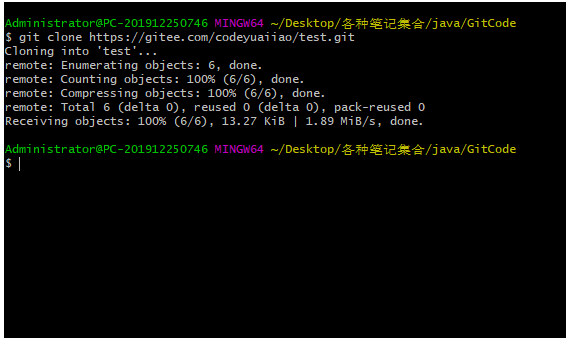 Administrator@PC-201912250746 MINGW64 ~/Desktop/各种笔记集合/java/GitCode
$ git clone https://gitee.com/codeyuaiiao/test.git
Cloning into 'test'...
remote: Enumerating objects: 6, done.
remote: Counting objects: 100% (6/6), done.
remote: Compressing objects: 100% (6/6), done.
remote: Total 6 (delta 0), reused 0 (delta 0), pack-reused 0
Receiving objects: 100% (6/6), 13.27 KiB | 1.89 MiB/s, done.
Administrator@PC-201912250746 MINGW64 ~/Desktop/各种笔记集合/java/GitCode
$